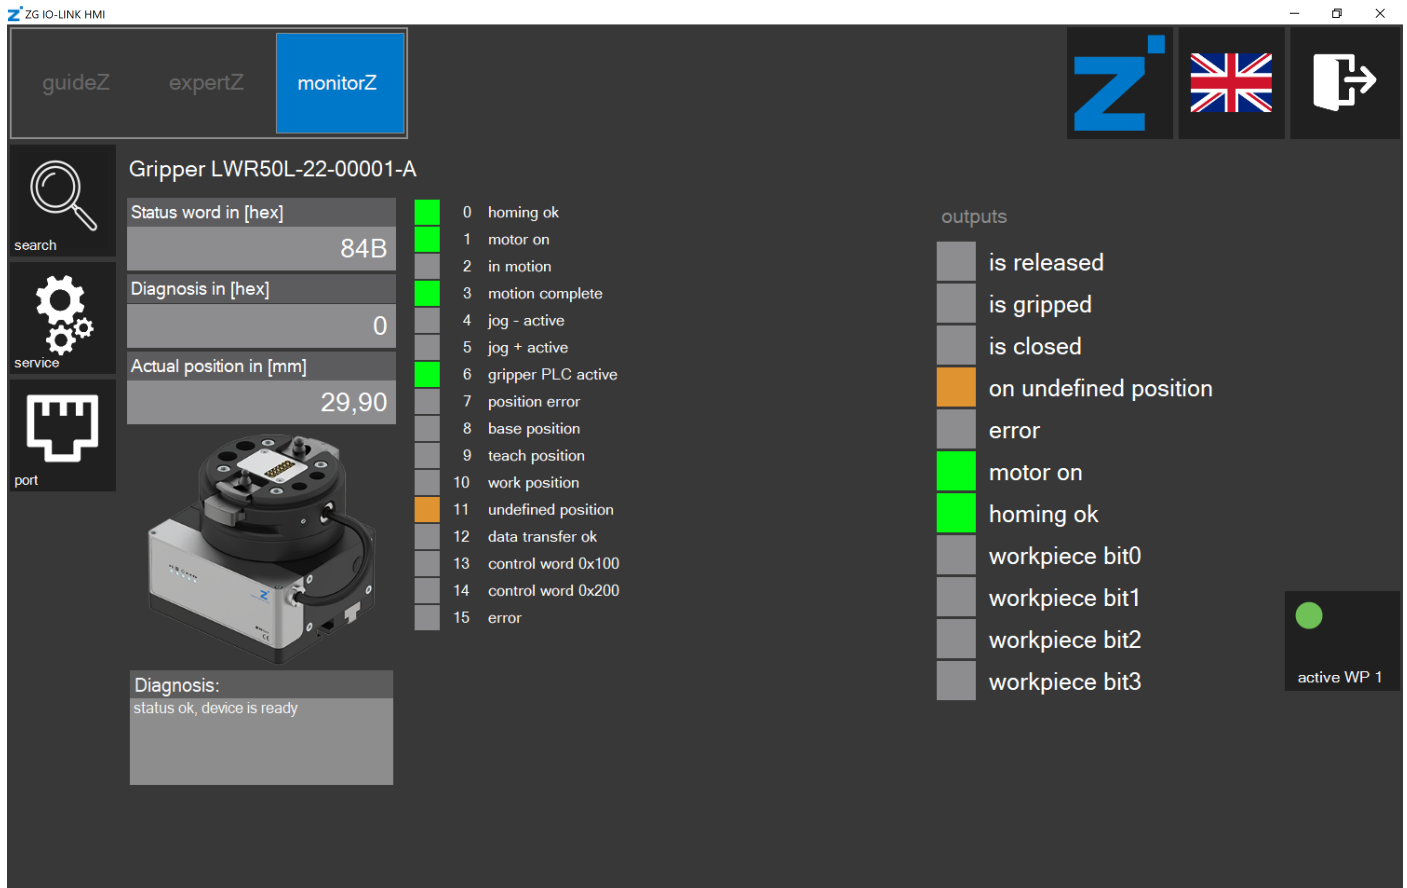 ZG IO-LINK HMI
guideZ
expertZ
monitorZ
search
service
port
Gripper LWR50L-22-00001-A
Status word in [hex]
84B
Diagnosis in [hex]
0
Actual position in [mm]
29,90
Diagnosis:
status ok, device is ready
0 homing ok
1 motor on
2 in motion
3 motion complete
4 jog - active
5 jog + active
6 gripper PLC active
7 position error
8 base position
9 teach position
10 work position
11 undefined position
12 data transfer ok
13 control word 0x100
14 control word 0x200
15 error
outputs
is released
is gripped
is closed
on undefined position
error
motor on
homing ok
workpiece bit0
workpiece bit1
workpiece bit2
workpiece bit3
active WP 1